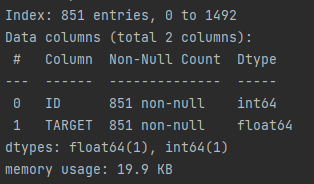 Index: 851 entries, 0 to 1492
Data columns (total 2 columns):
 #   Column  Non-Null Count  Dtype
---  ------  --------------  -----
 0   ID      851 non-null    int64
 1   TARGET  851 non-null    float64
dtypes: float64(1), int64(1)
memory usage: 19.9 KB